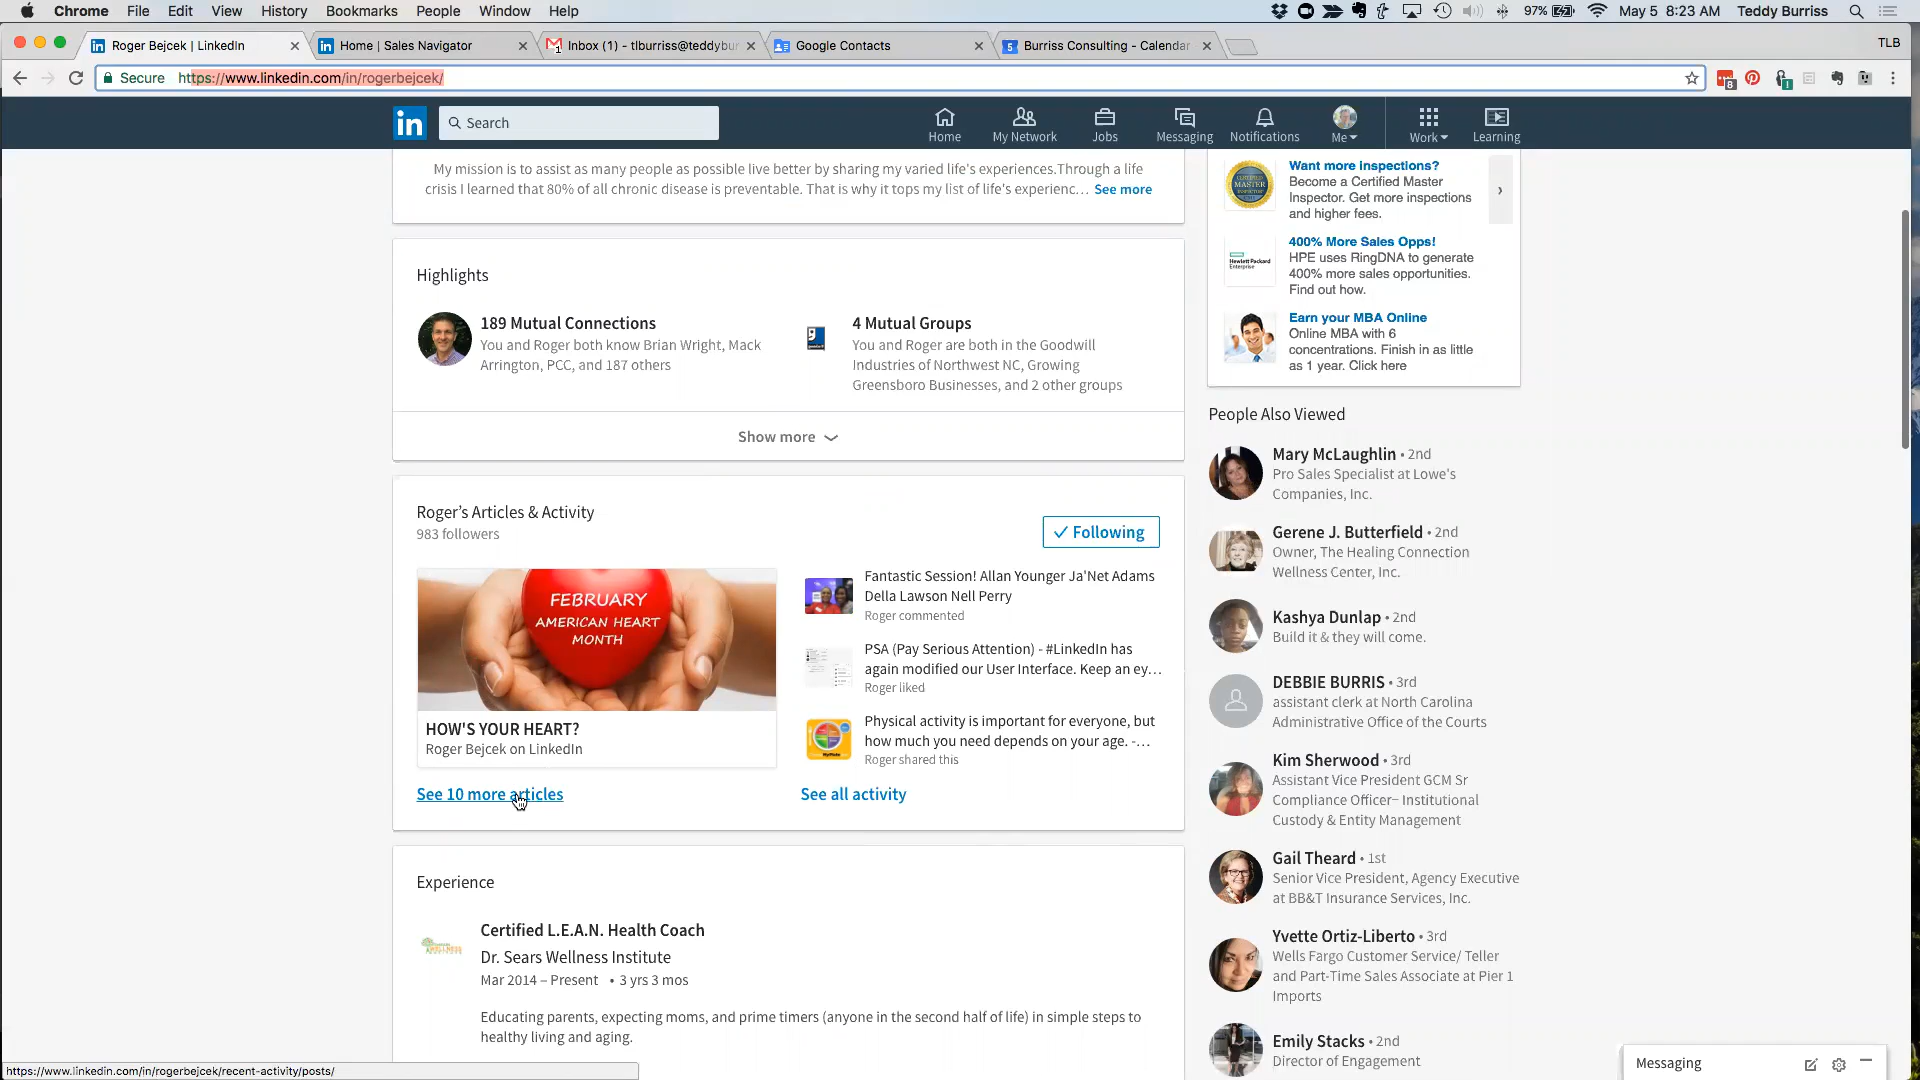 Chrome File Edit View History Bookmarks People Window Help
97% May 5 8:23 AM Teddy Burriss
Roger Bejcek | LinkedIn
Home | Sales Navigator
Inbox (1) - tlburriss@teddybur
Google Contacts
5 Burriss Consulting - Calendar
TLB
Secure https://www.linkedin.com/in/rogerbejcek/
8
1
in Search
Home
My Network
Jobs
Messaging
Notifications
Me
Work
Learning
My mission is to assist as many people as possible live better by sharing my varied life's experiences.Through a life
crisis I learned that 80% of all chronic disease is preventable. That is why it tops my list of life's experienc… See more
Highlights
189 Mutual Connections
You and Roger both know Brian Wright, Mack
Arrington, PCC, and 187 others
4 Mutual Groups
You and Roger are both in the Goodwill
Industries of Northwest NC, Growing
Greensboro Businesses, and 2 other groups
Show more
Roger's Articles & Activity
983 followers
Following
FEBRUARY
AMERICAN HEART
MONTH
HOW'S YOUR HEART?
Roger Bejcek on LinkedIn
See 10 more articles
Fantastic Session! Allan Younger Ja'Net Adams
Della Lawson Nell Perry
Roger commented
PSA (Pay Serious Attention) - #LinkedIn has
again modified our User Interface. Keep an ey…
Roger liked
Physical activity is important for everyone, but
how much you need depends on your age. -…
Roger shared this
See all activity
Experience
Certified L.E.A.N. Health Coach
Dr. Sears Wellness Institute
Mar 2014 – Present • 3 yrs 3 mos
Educating parents, expecting moms, and prime timers (anyone in the second half of life) in simple steps to
healthy living and aging.
CERTIFIED
MASTER
INSPECTOR
Want more inspections?
Become a Certified Master
Inspector. Get more inspections
and higher fees.
Hewlett Packard
Enterprise
400% More Sales Opps!
HPE uses RingDNA to generate
400% more sales opportunities.
Find out how.
Earn your MBA Online
Online MBA with 6
concentrations. Finish in as little
as 1 year. Click here
People Also Viewed
Mary McLaughlin • 2nd
Pro Sales Specialist at Lowe's
Companies, Inc.
Gerene J. Butterfield • 2nd
Owner, The Healing Connection
Wellness Center, Inc.
Kashya Dunlap • 2nd
Build it & they will come.
DEBBIE BURRIS • 3rd
assistant clerk at North Carolina
Administrative Office of the Courts
Kim Sherwood • 3rd
Assistant Vice President GCM Sr
Compliance Officer– Institutional
Custody & Entity Management
Gail Theard • 1st
Senior Vice President, Agency Executive
at BB&T Insurance Services, Inc.
Yvette Ortiz-Liberto • 3rd
Wells Fargo Customer Service/ Teller
and Part-Time Sales Associate at Pier 1
Imports
Emily Stacks • 2nd
Director of Engagement
Messaging
https://www.linkedin.com/in/rogerbejcek/recent-activity/posts/